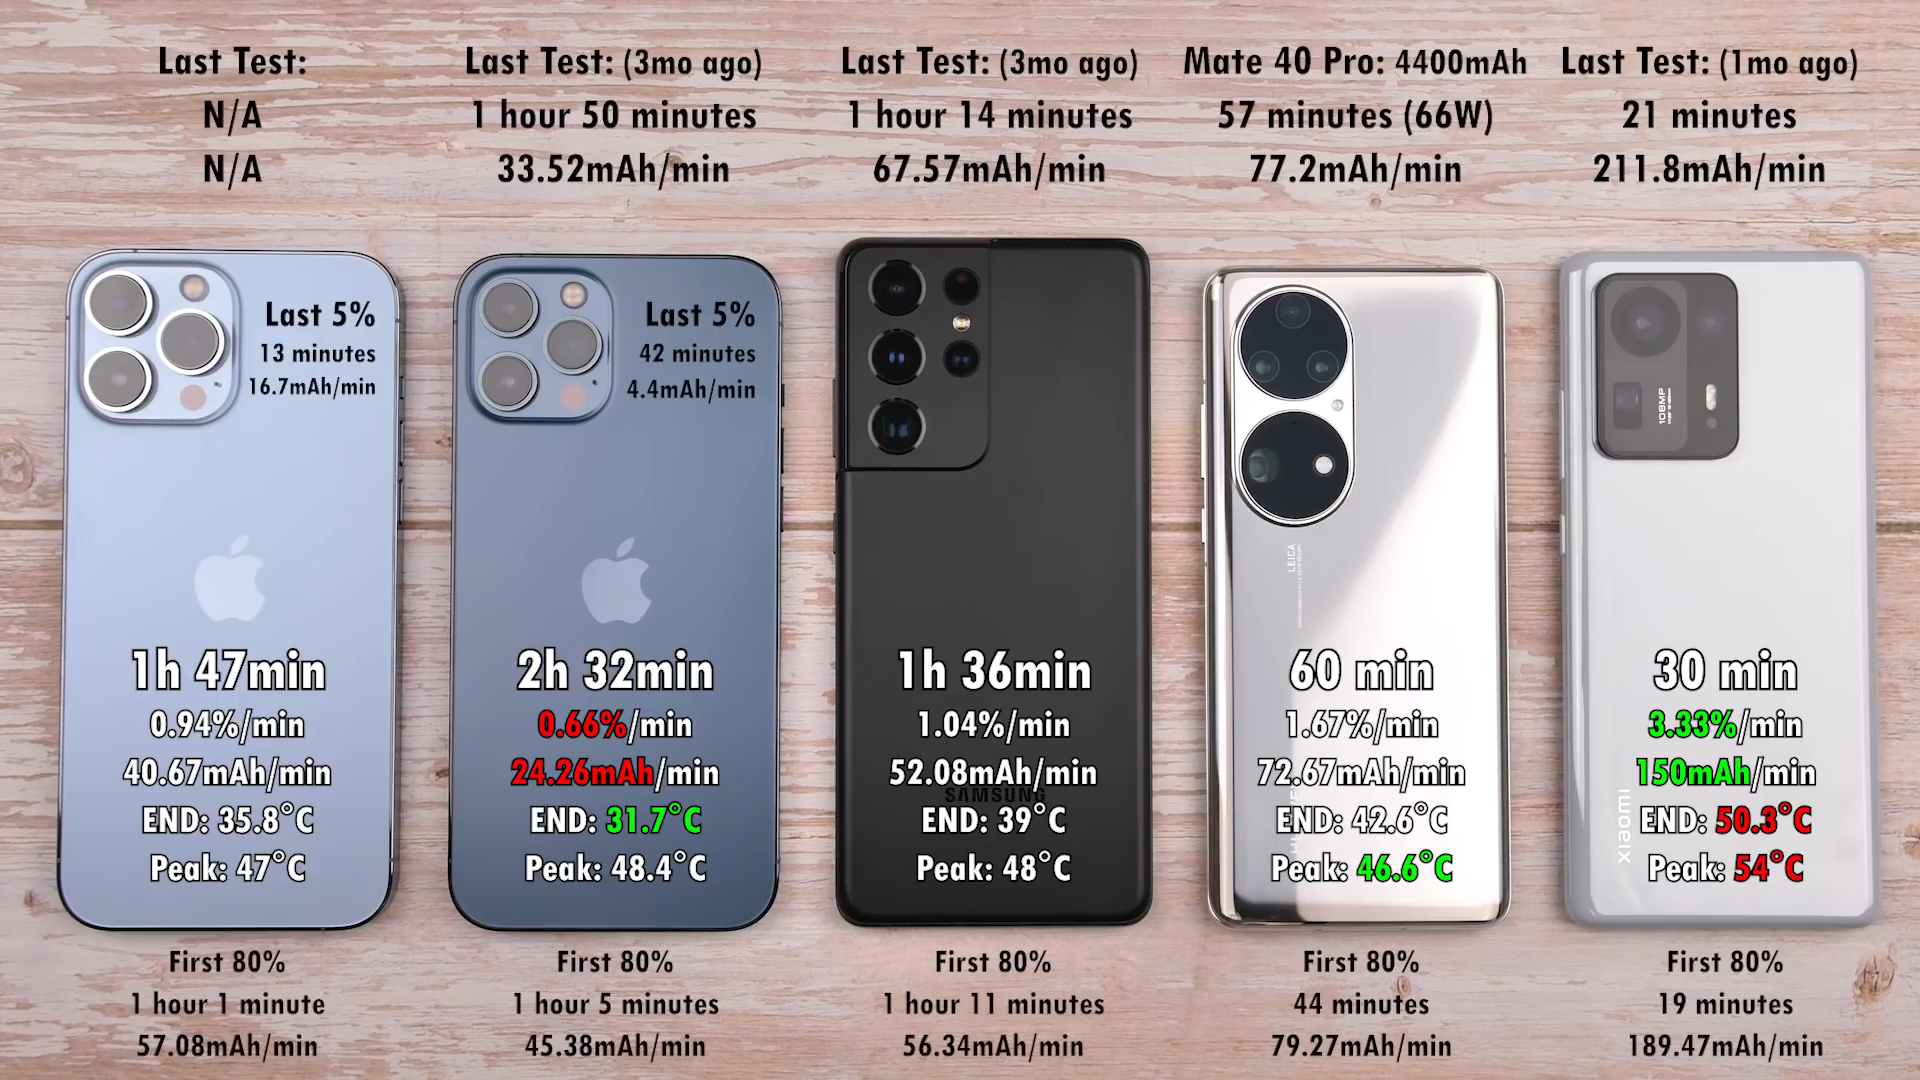 Last Test:
N/A
N/A
Last Test: (3mo ago)
1 hour 50 minutes
33.52mAh/min
Last Test: (3mo ago)
1 hour 14 minutes
67.57mAh/min
Mate 40 Pro: 4400mAh
57 minutes (66W)
77.2mAh/min
Last Test: (1mo ago)
21 minutes
211.8mAh/min
Last 5%
13 minutes
16.7mAh/min
1h 47min
0.94%/min
40.67mAh/min
END: 35.8°C
Peak: 47°C
First 80%
1 hour 1 minute
57.08mAh/min
Last 5%
42 minutes
4.4mAh/min
2h 32min
0.66%/min
24.26mAh/min
END: 31.7°C
Peak: 48.4°C
First 80%
1 hour 5 minutes
45.38mAh/min
1h 36min
1.04%/min
52.08mAh/min
SAMSUNG
END: 39°C
Peak: 48°C
First 80%
1 hour 11 minutes
56.34mAh/min
LEICA
60 min
1.67%/min
72.67mAh/min
END: 42.6°C
Peak: 46.6°C
First 80%
44 minutes
79.27mAh/min
108MP
30 min
3.33%/min
150mAh/min
xiaomi
END: 50.3°C
Peak: 54°C
First 80%
19 minutes
189.47mAh/min